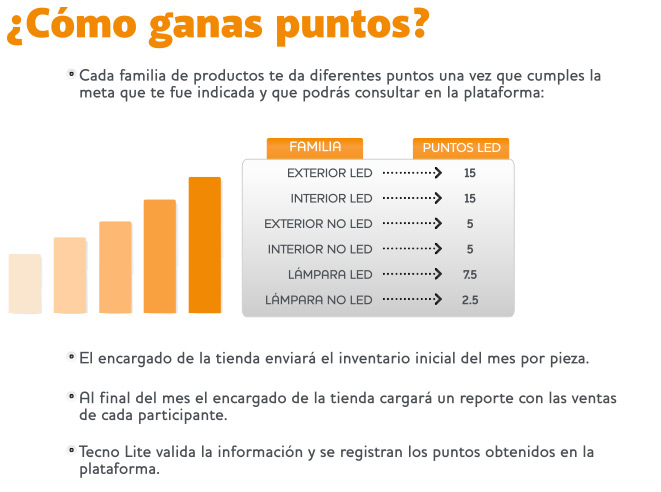 ¿Cómo ganas puntos?
Cada familia de productos te da diferentes puntos una vez que cumples la
meta que te fue indicada y que podrás consultar en la plataforma:
FAMILIA PUNTOS LED
EXTERIOR LED 15
INTERIOR LED 15
EXTERIOR NO LED 5
INTERIOR NO LED 5
LÁMPARA LED 7.5
LÁMPARA NO LED 2.5
El encargado de la tienda enviará el inventario inicial del mes por pieza.
Al final del mes el encargado de la tienda cargará un reporte con las ventas
de cada participante.
Tecno Lite valida la información y se registran los puntos obtenidos en la
plataforma.